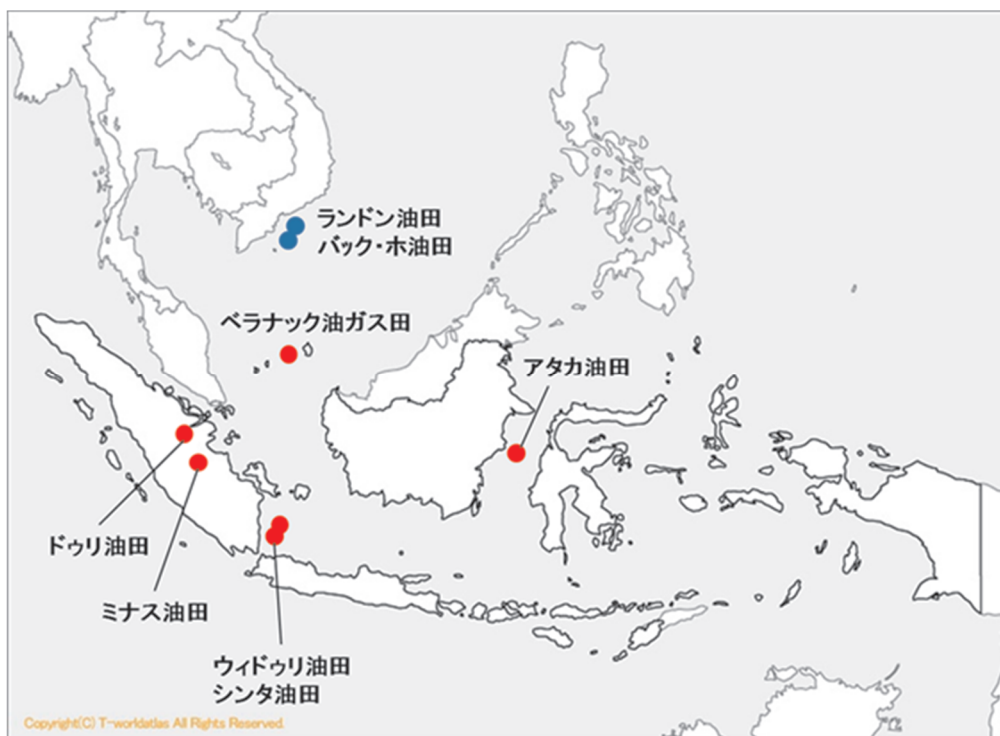 ランドン油田
バック・ホ油田
ベラナック油ガス田
アタカ油田
ドゥリ油田
ミナス油田
ウィドゥリ油田
シンタ油田
Copyright(C) T-worldatlas All Rights Reserved.